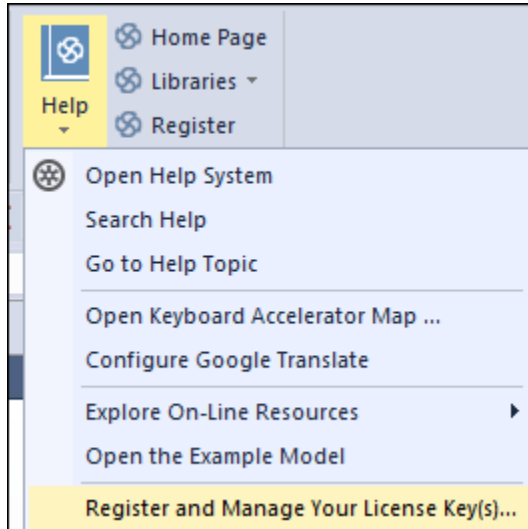 Help
Home Page
Libraries
Register
Open Help System
Search Help
Go to Help Topic
Open Keyboard Accelerator Map ...
Configure Google Translate
Explore On-Line Resources
Open the Example Model
Register and Manage Your License Key(s)...